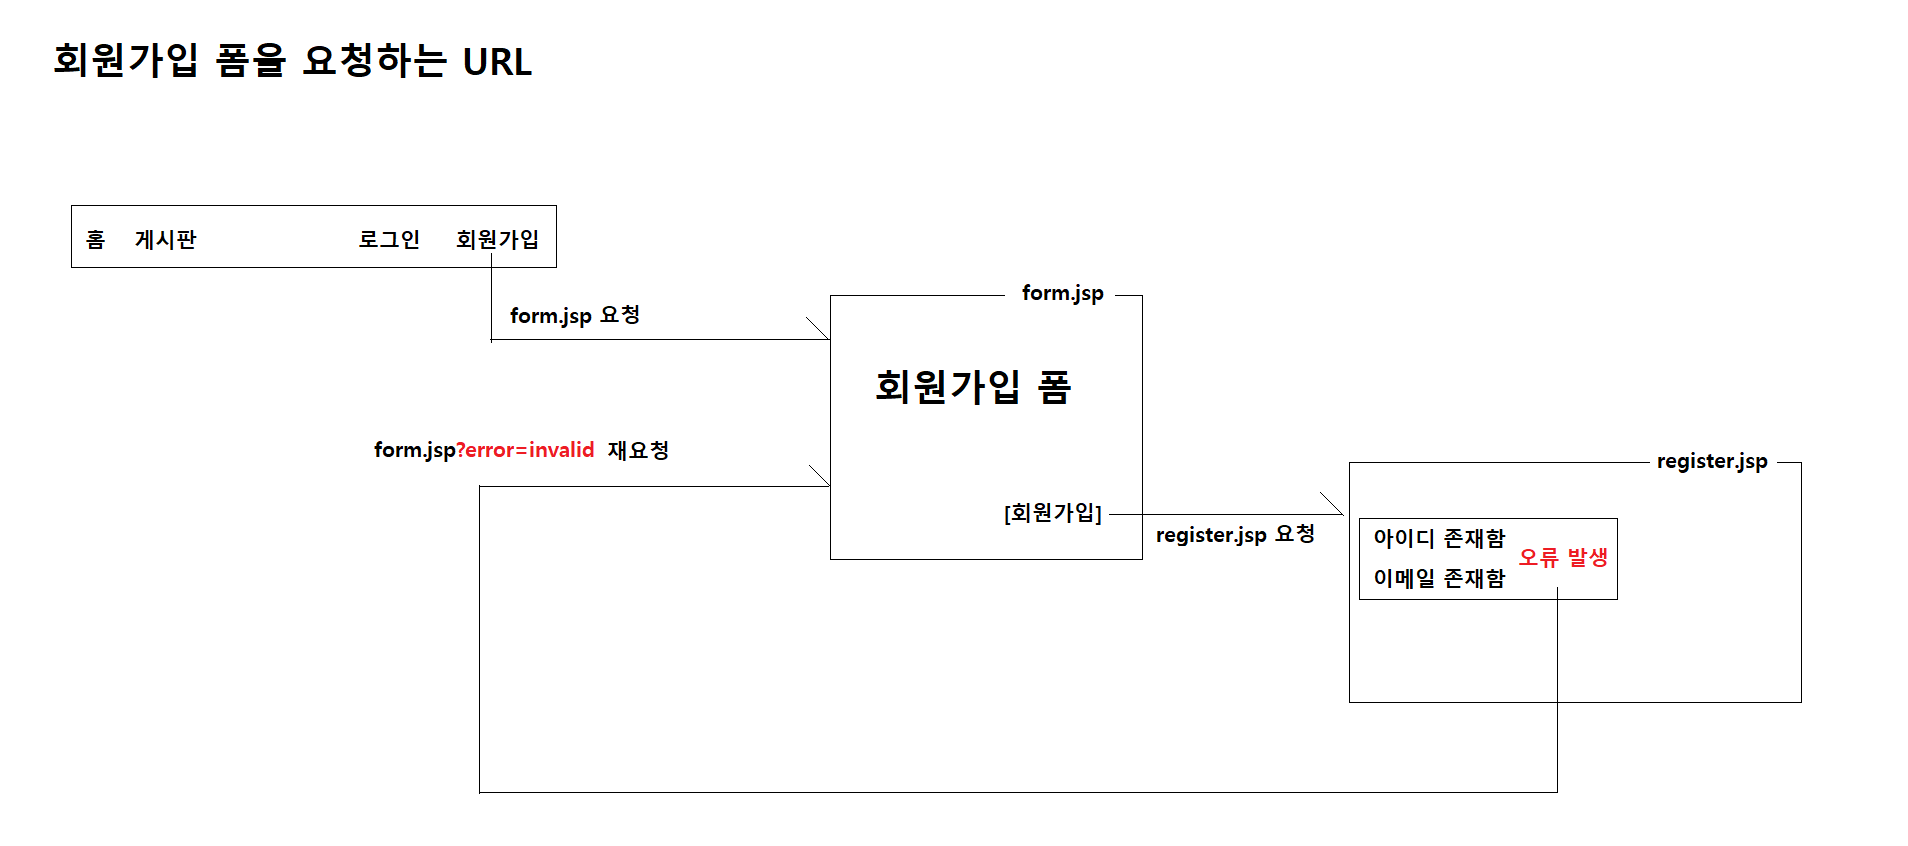 회원가입 폼을 요청하는 URL
홈 게시판 로그인 회원가입
form.jsp 요청
form.jsp
회원가입 폼
form.jsp?error=invalid 재요청
[회원가입]
register.jsp 요청
register.jsp
아이디 존재함
오류 발생
이메일 존재함